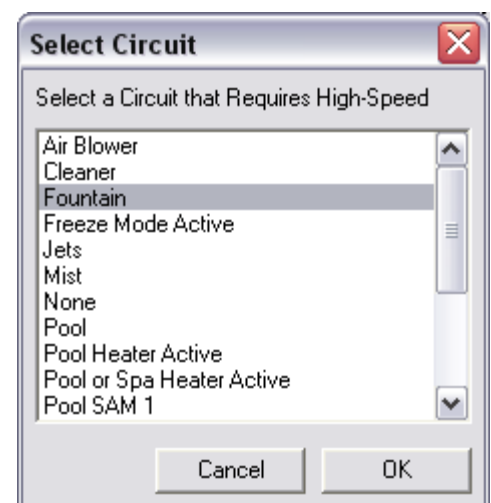 Select Circuit
Select a Circuit that Requires High-Speed
Air Blower
Cleaner
Fountain
Freeze Mode Active
Jets
Mist
None
Pool
Pool Heater Active
Pool or Spa Heater Active
Pool SAM 1
Cancel OK